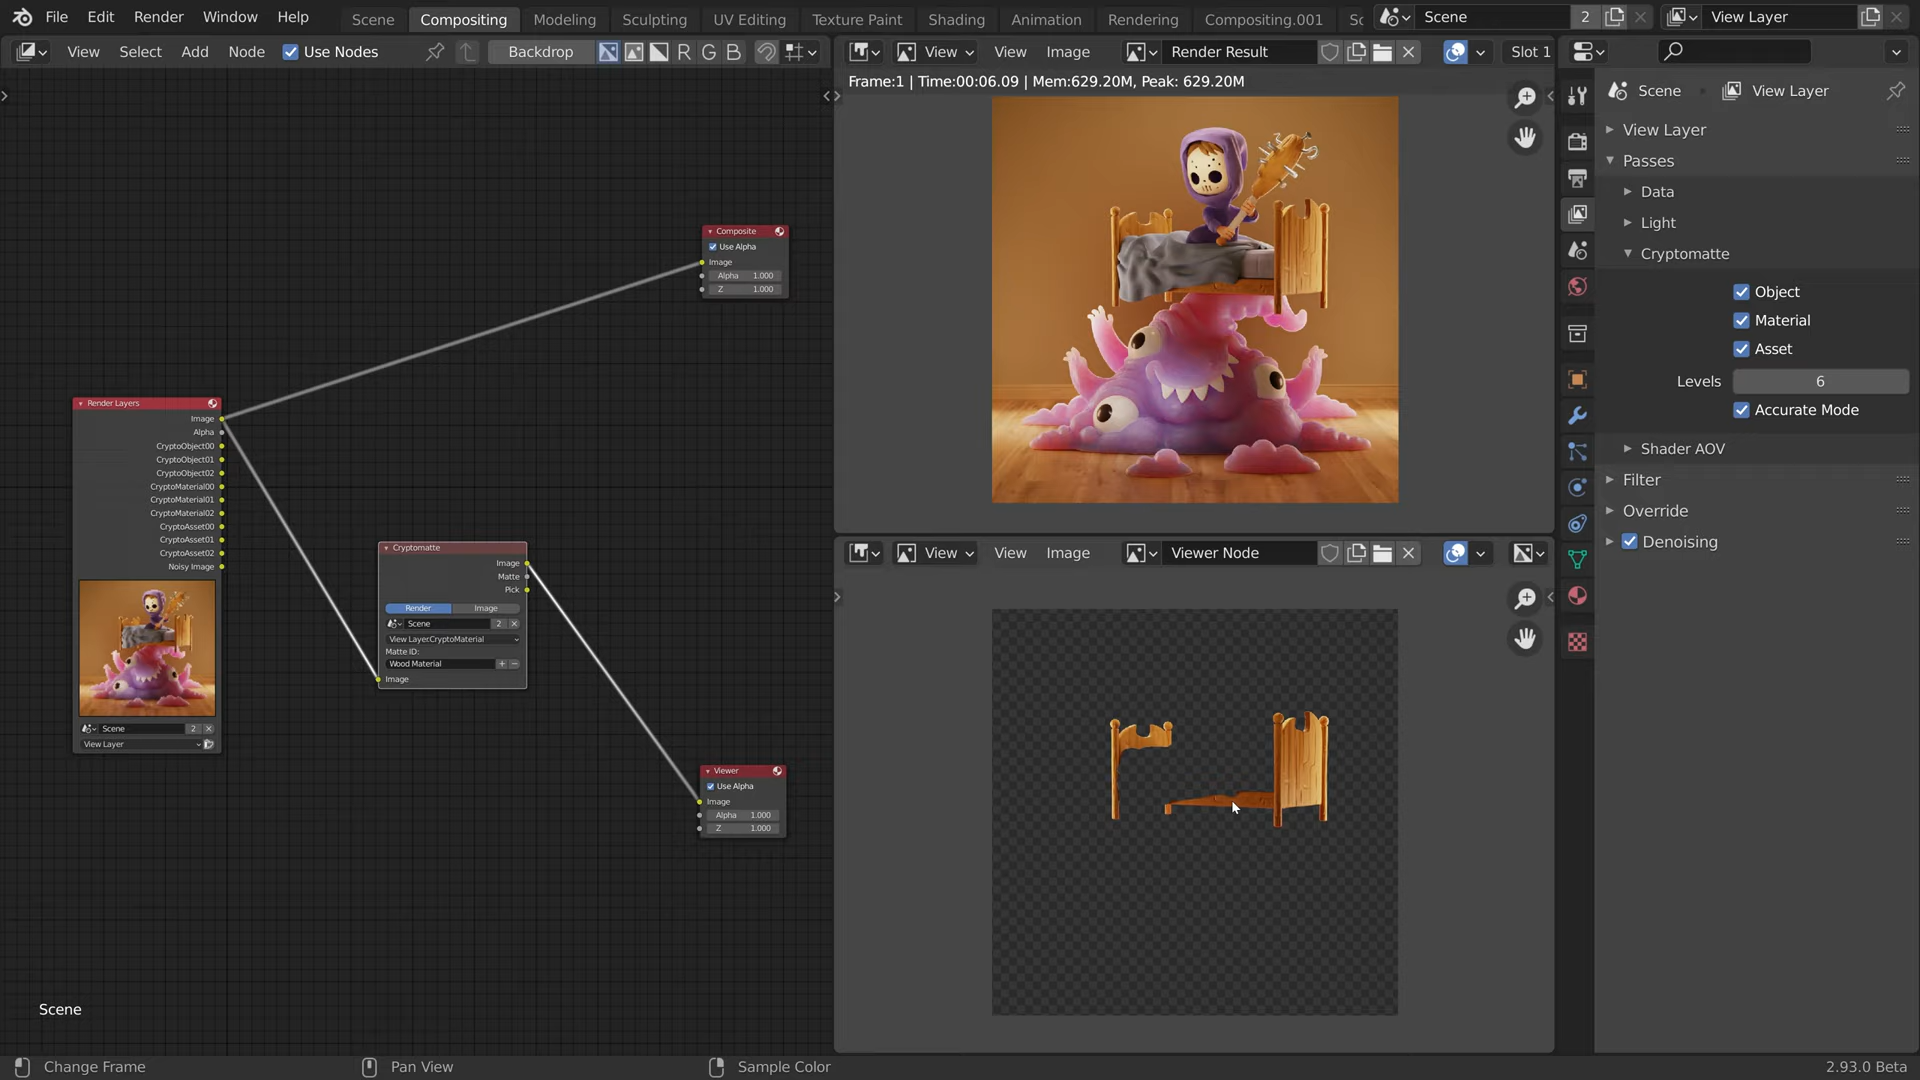 File Edit Render Window Help
Scene Compositing Modeling Sculpting UV Editing Texture Paint Shading Animation Rendering Compositing.001 Sc
Scene 2 View Layer
View Select Add Node Use Nodes Backdrop R G B
View View Image Render Result Slot 1
Frame:1 | Time:00:06.09 | Mem:629.20M, Peak: 629.20M
Composite
Use Alpha
Image
Alpha 1.000
Z 1.000
Render Layers
Image
Alpha
CryptoObject00
CryptoObject01
CryptoObject02
CryptoMaterial00
CryptoMaterial01
CryptoMaterial02
CryptoAsset00
CryptoAsset01
CryptoAsset02
Noisy Image
Scene 2
View Layer
Cryptomatte
Image
Matte
Pick
Render Image
Scene 2
View Layer.CryptoMaterial
Matte ID:
Wood Material
Image
Viewer
Use Alpha
Image
Alpha 1.000
Z 1.000
Scene
View View Image Viewer Node
Scene View Layer
View Layer
Passes
Data
Light
Cryptomatte
Object
Material
Asset
Levels 6
Accurate Mode
Shader AOV
Filter
Override
Denoising
Change Frame Pan View Sample Color 2.93.0 Beta